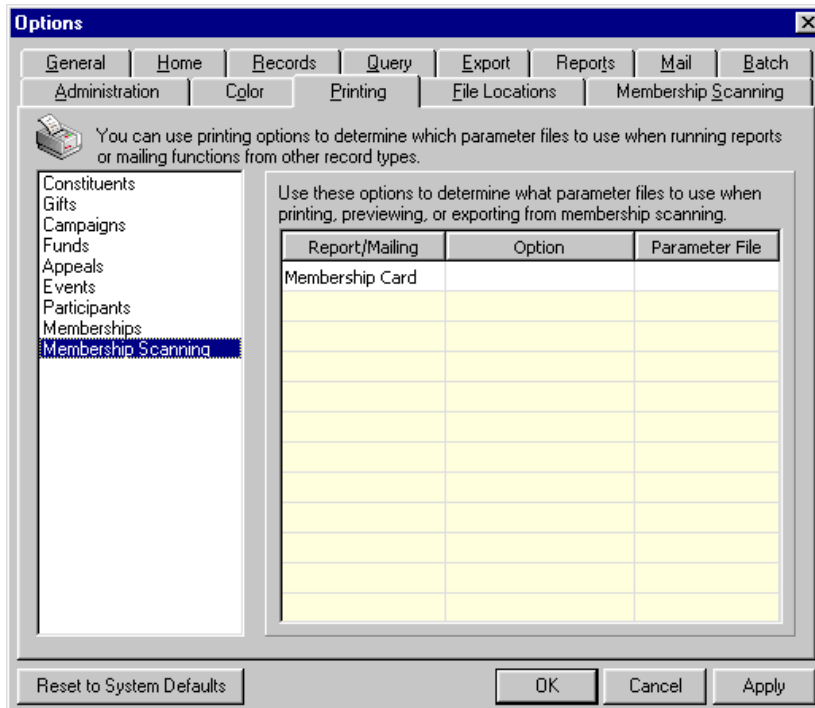 Options
General Home Records Query Export Reports Mail Batch
Administration Color Printing File Locations Membership Scanning
You can use printing options to determine which parameter files to use when running reports
or mailing functions from other record types.
Constituents
Gifts
Campaigns
Funds
Appeals
Events
Participants
Memberships
Membership Scanning
Use these options to determine what parameter files to use when
printing, previewing, or exporting from membership scanning.
Report/Mailing Option Parameter File
Membership Card
Reset to System Defaults OK Cancel Apply